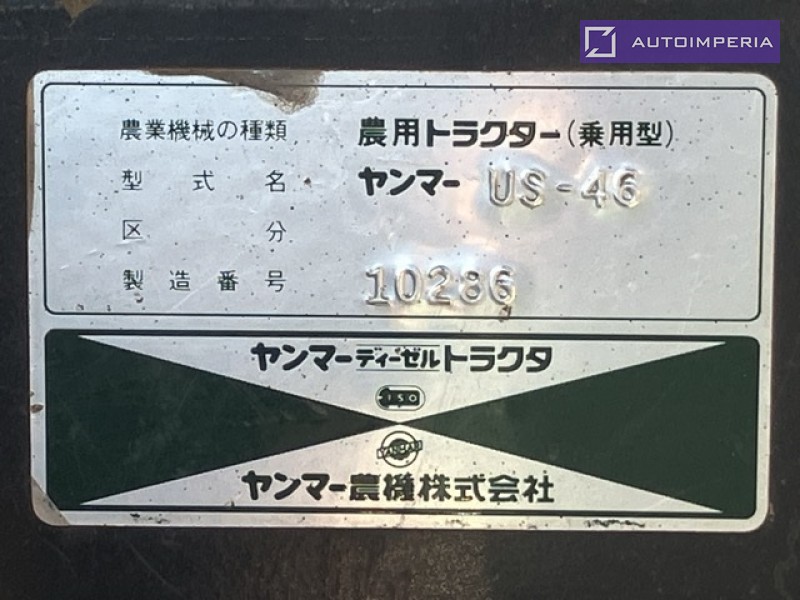 AUTOIMPERIA
農業機械の種類 農用トラクター(乗用型)
型式名 ヤンマー US-46
区分
製造番号 10286
ヤンマーディーゼルトラクタ
ISO
YANMAR
ヤンマー農機株式会社